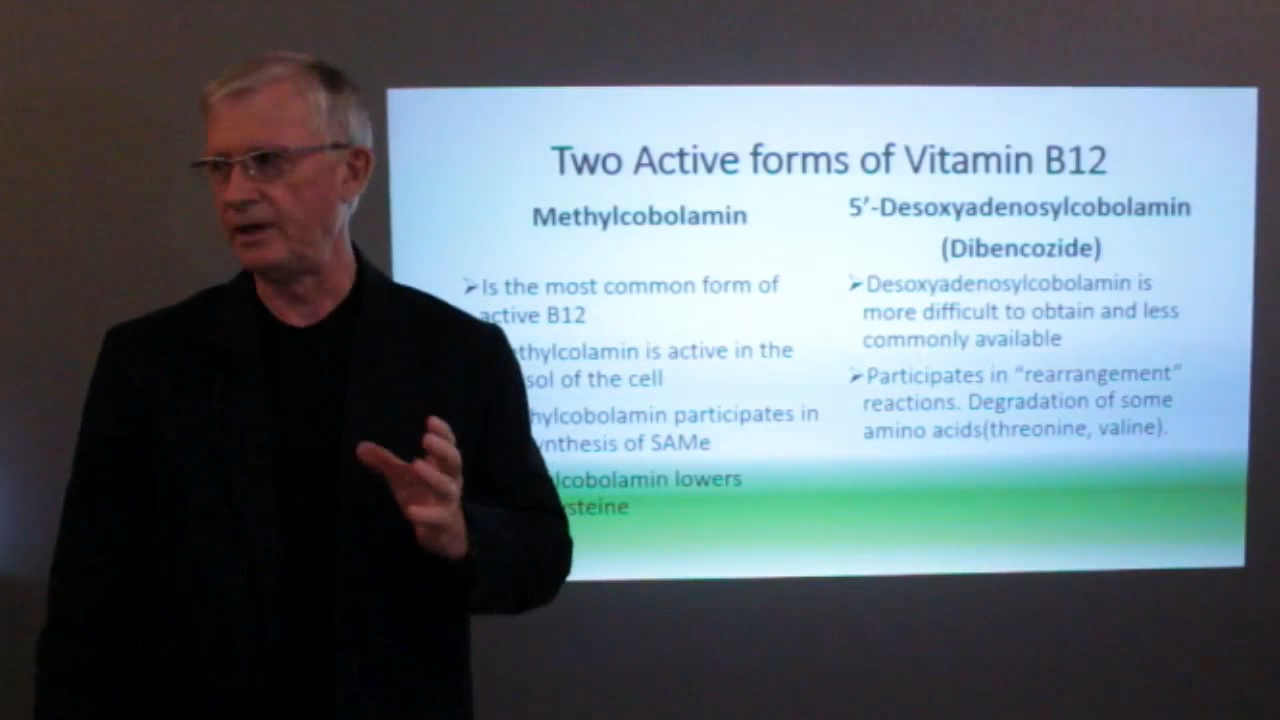 Two Active forms of Vitamin B12
Methylcobolamin
➢Is the most common form of
active B12
thylcolamin is active in the
sol of the cell
hylcobolamin participates in
ynthesis of SAMe
lcobolamin lowers
ysteine
5’-Desoxyadenosylcobolamin
(Dibencozide)
➢Desoxyadenosylcobolamin is
more difficult to obtain and less
commonly available
➢Participates in “rearrangement”
reactions. Degradation of some
amino acids(threonine, valine).